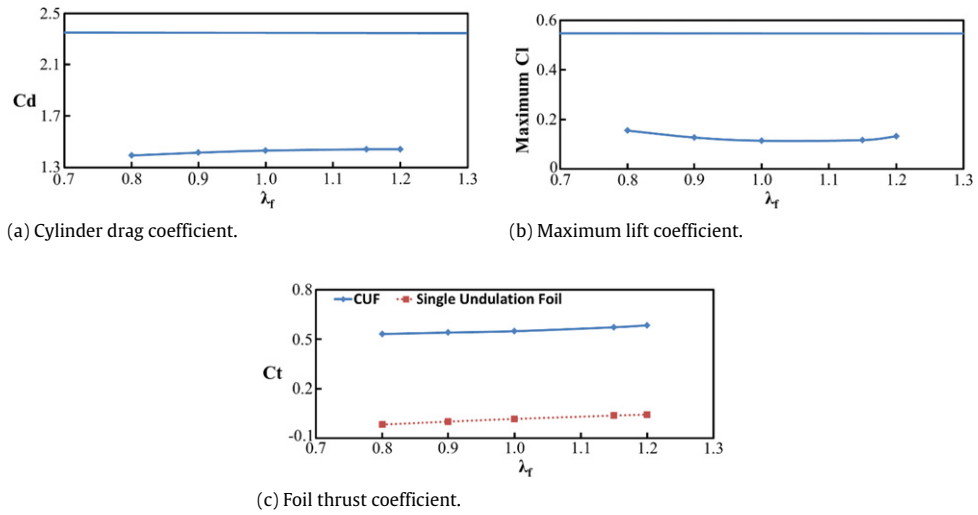 2.5
2.1
Cd
1.7
1.3
0.7 0.8 0.9 1.0 1.1 1.2 1.3
λf
(a) Cylinder drag coefficient.
0.6
0.4
Maximum Cl
0.2
0
0.7 0.8 0.9 1.0 1.1 1.2 1.3
λf
(b) Maximum lift coefficient.
0.8
CUF Single Undulation Foil
0.5
Ct
0.2
-0.1
0.7 0.8 0.9 1.0 1.1 1.2 1.3
λf
(c) Foil thrust coefficient.